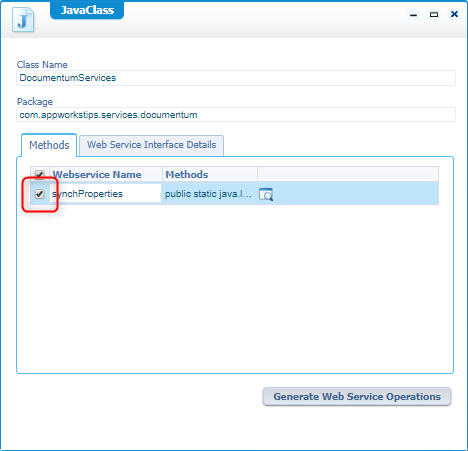 J
JavaClass
Class Name
DocumentumServices
Package
com.appworkstips.services.documentum
Methods
Web Service Interface Details
Webservice Name Methods
synchProperties public static java.l...
Generate Web Service Operations